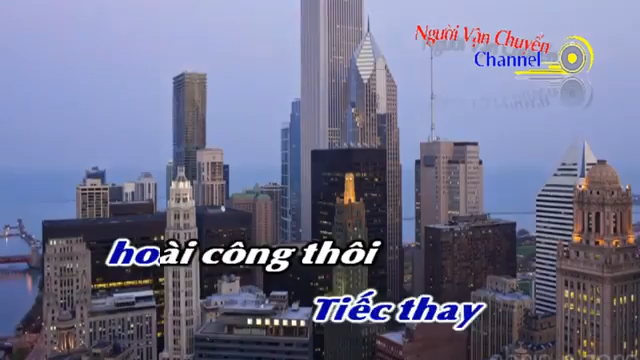 Người Vận Chuyển
Channel
hoài công thôi
Tiếc thay